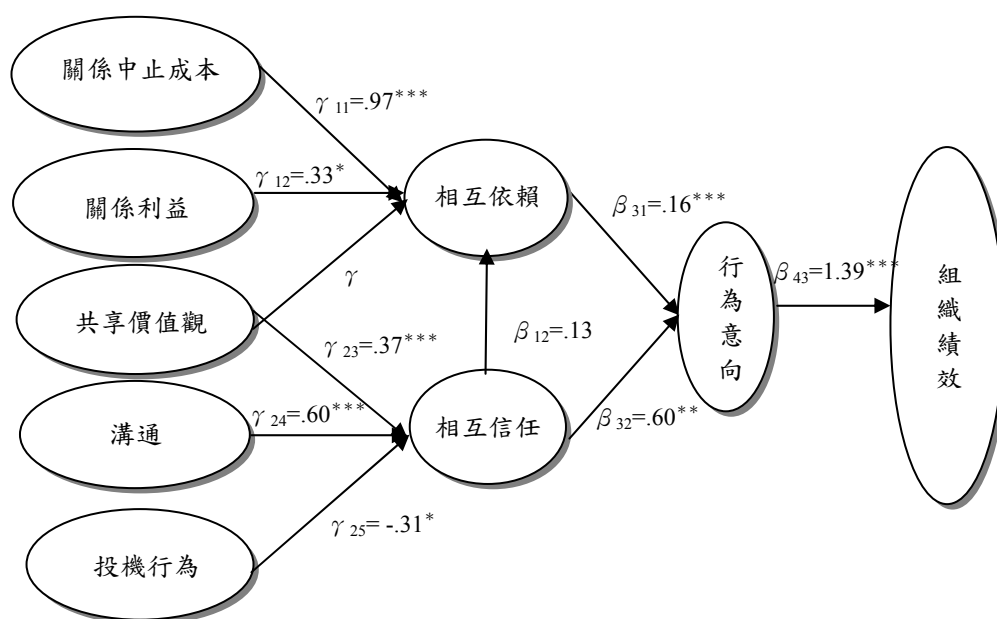 關係中止成本
γ11=.97***
關係利益
γ12=.33*
相互依賴
β31=.16***
共享價值觀
γ
行為意向
β43=1.39***
組織績效
γ23=.37***
β12=.13
溝通
γ24=.60***
相互信任
β32=.60**
γ25= -.31*
投機行為